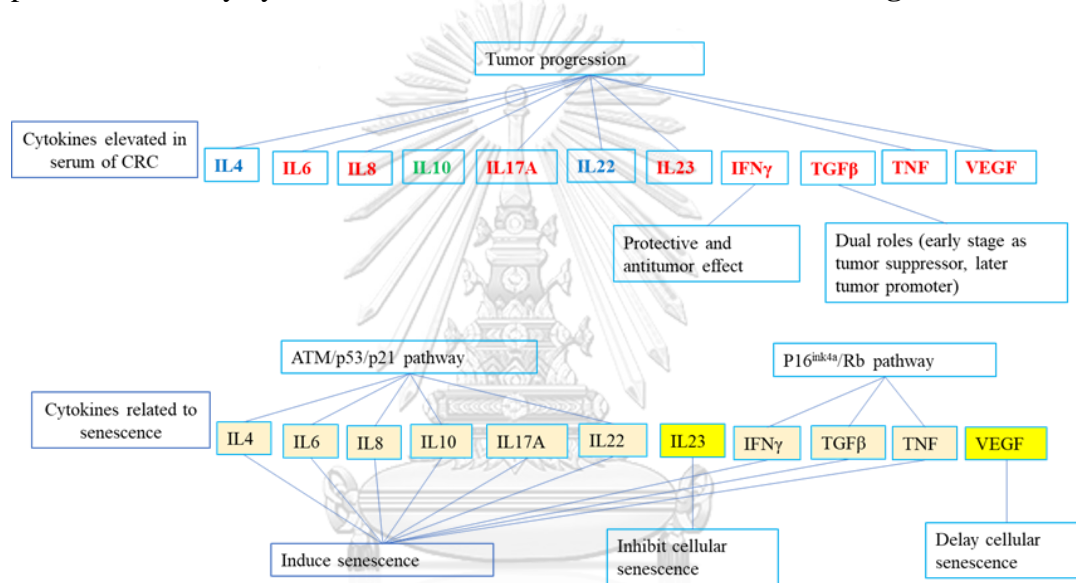 Tumor progression
Cytokines elevated in
serum of CRC
IL4 IL6 IL8 IL10 IL17A IL22 IL23 IFNγ TGFβ TNF VEGF
Protective and
antitumor effect
Dual roles (early stage as
tumor suppressor, later
tumor promoter)
ATM/p53/p21 pathway
P16ink4a/Rb pathway
Cytokines related to
senescence
IL4 IL6 IL8 IL10 IL17A IL22 IL23 IFNγ TGFβ TNF VEGF
Induce senescence
Inhibit cellular
senescence
Delay cellular
senescence